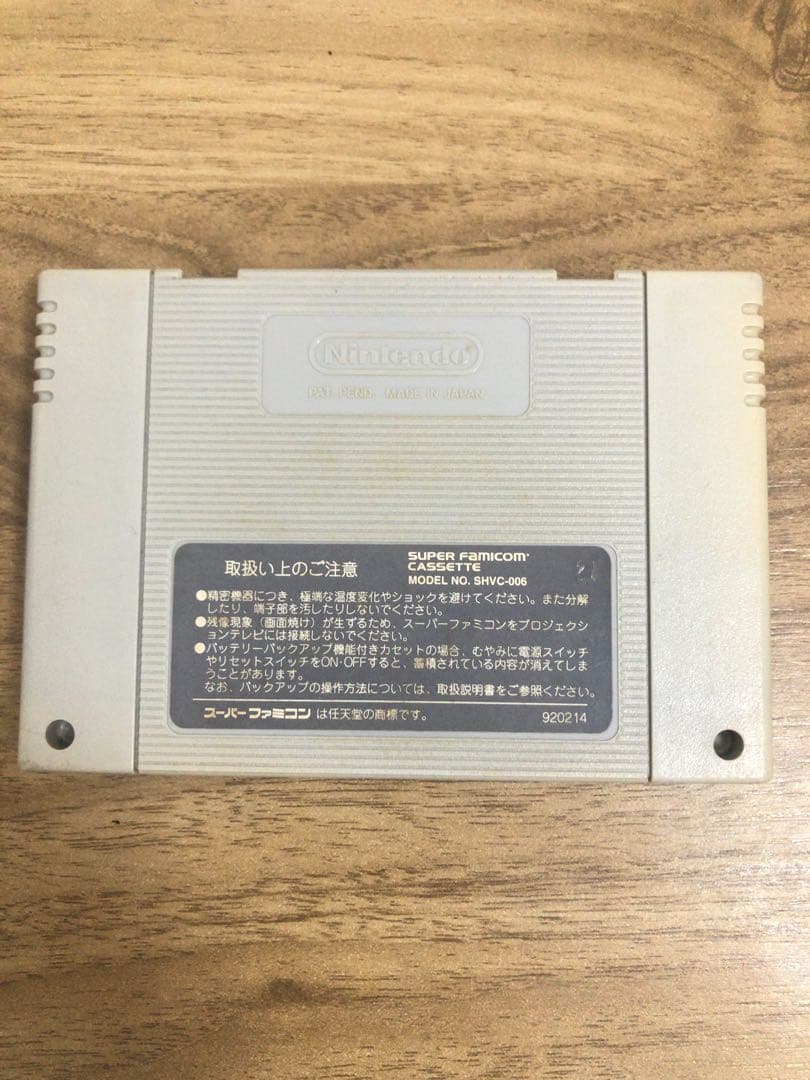 Nintendo
PAT. PEND. MADE IN JAPAN
取扱い上のご注意
SUPER FAMICOM
CASSETTE
MODEL NO. SHVC-006
●精密機器につき、極端な温度変化やショックを避けてください。また分解
したり、端子部を汚したりしないでください。
●残像現象（画面焼け）が生ずるため、スーパーファミコンをプロジェクシ
ョンテレビには接続しないでください。
●バッテリーバックアップ機能付きカセットの場合、むやみに電源スイッチ
やリセットスイッチをON・OFFすると、蓄積されている内容が消えてしま
うことがあります。
なお、バックアップの操作方法については、取扱説明書をご参照ください。
スーパーファミコン は任天堂の商標です。
920214